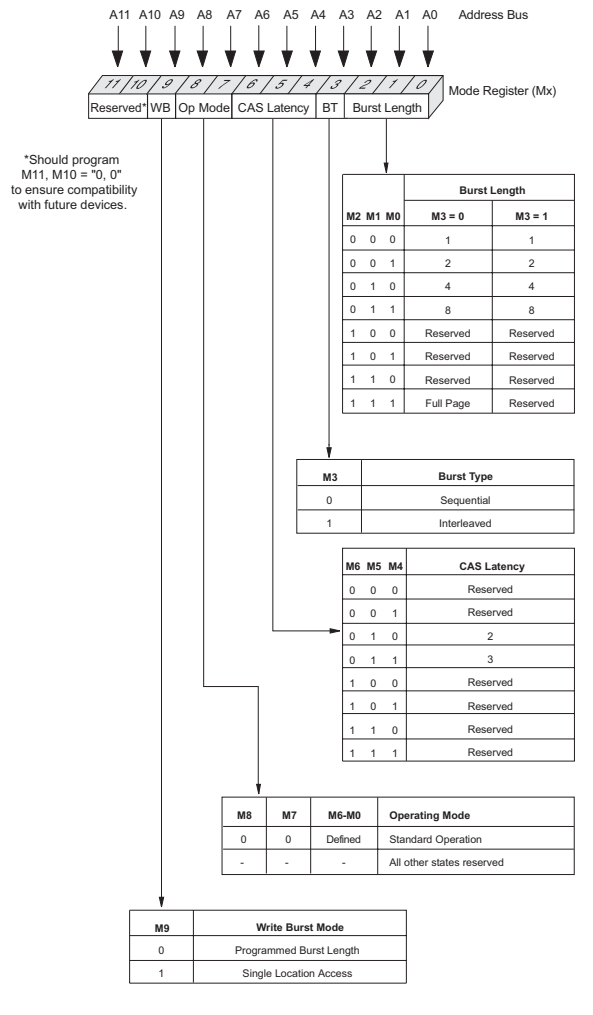 A11 A10 A9 A8 A7 A6 A5 A4 A3 A2 A1 A0 Address Bus
11 10 9 8 7 6 5 4 3 2 1 0
Mode Register (Mx)
Reserved* WB Op Mode CAS Latency BT Burst Length
*Should program
M11, M10 = "0, 0"
to ensure compatibility
with future devices.
Burst Length
M2 M1 M0 M3 = 0 M3 = 1
0 0 0 1 1
0 0 1 2 2
0 1 0 4 4
0 1 1 8 8
1 0 0 Reserved Reserved
1 0 1 Reserved Reserved
1 1 0 Reserved Reserved
1 1 1 Full Page Reserved
M3 Burst Type
0 Sequential
1 Interleaved
M6 M5 M4 CAS Latency
0 0 0 Reserved
0 0 1 Reserved
0 1 0 2
0 1 1 3
1 0 0 Reserved
1 0 1 Reserved
1 1 0 Reserved
1 1 1 Reserved
M8 M7 M6-M0 Operating Mode
0 0 Defined Standard Operation
- - - All other states reserved
M9 Write Burst Mode
0 Programmed Burst Length
1 Single Location Access